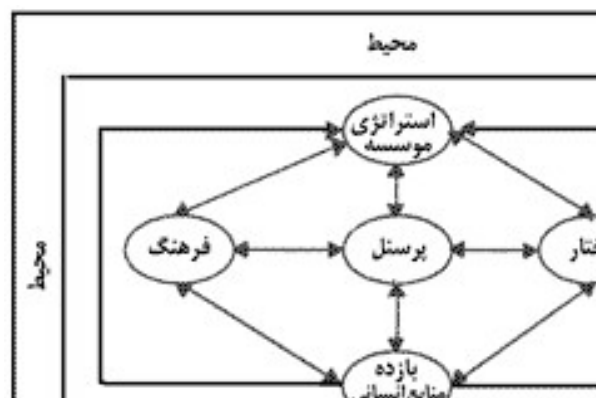 محیط
استراتژی
موسسه
محیط
فرهنگ
پرسنل
بازده
منابع انسانی